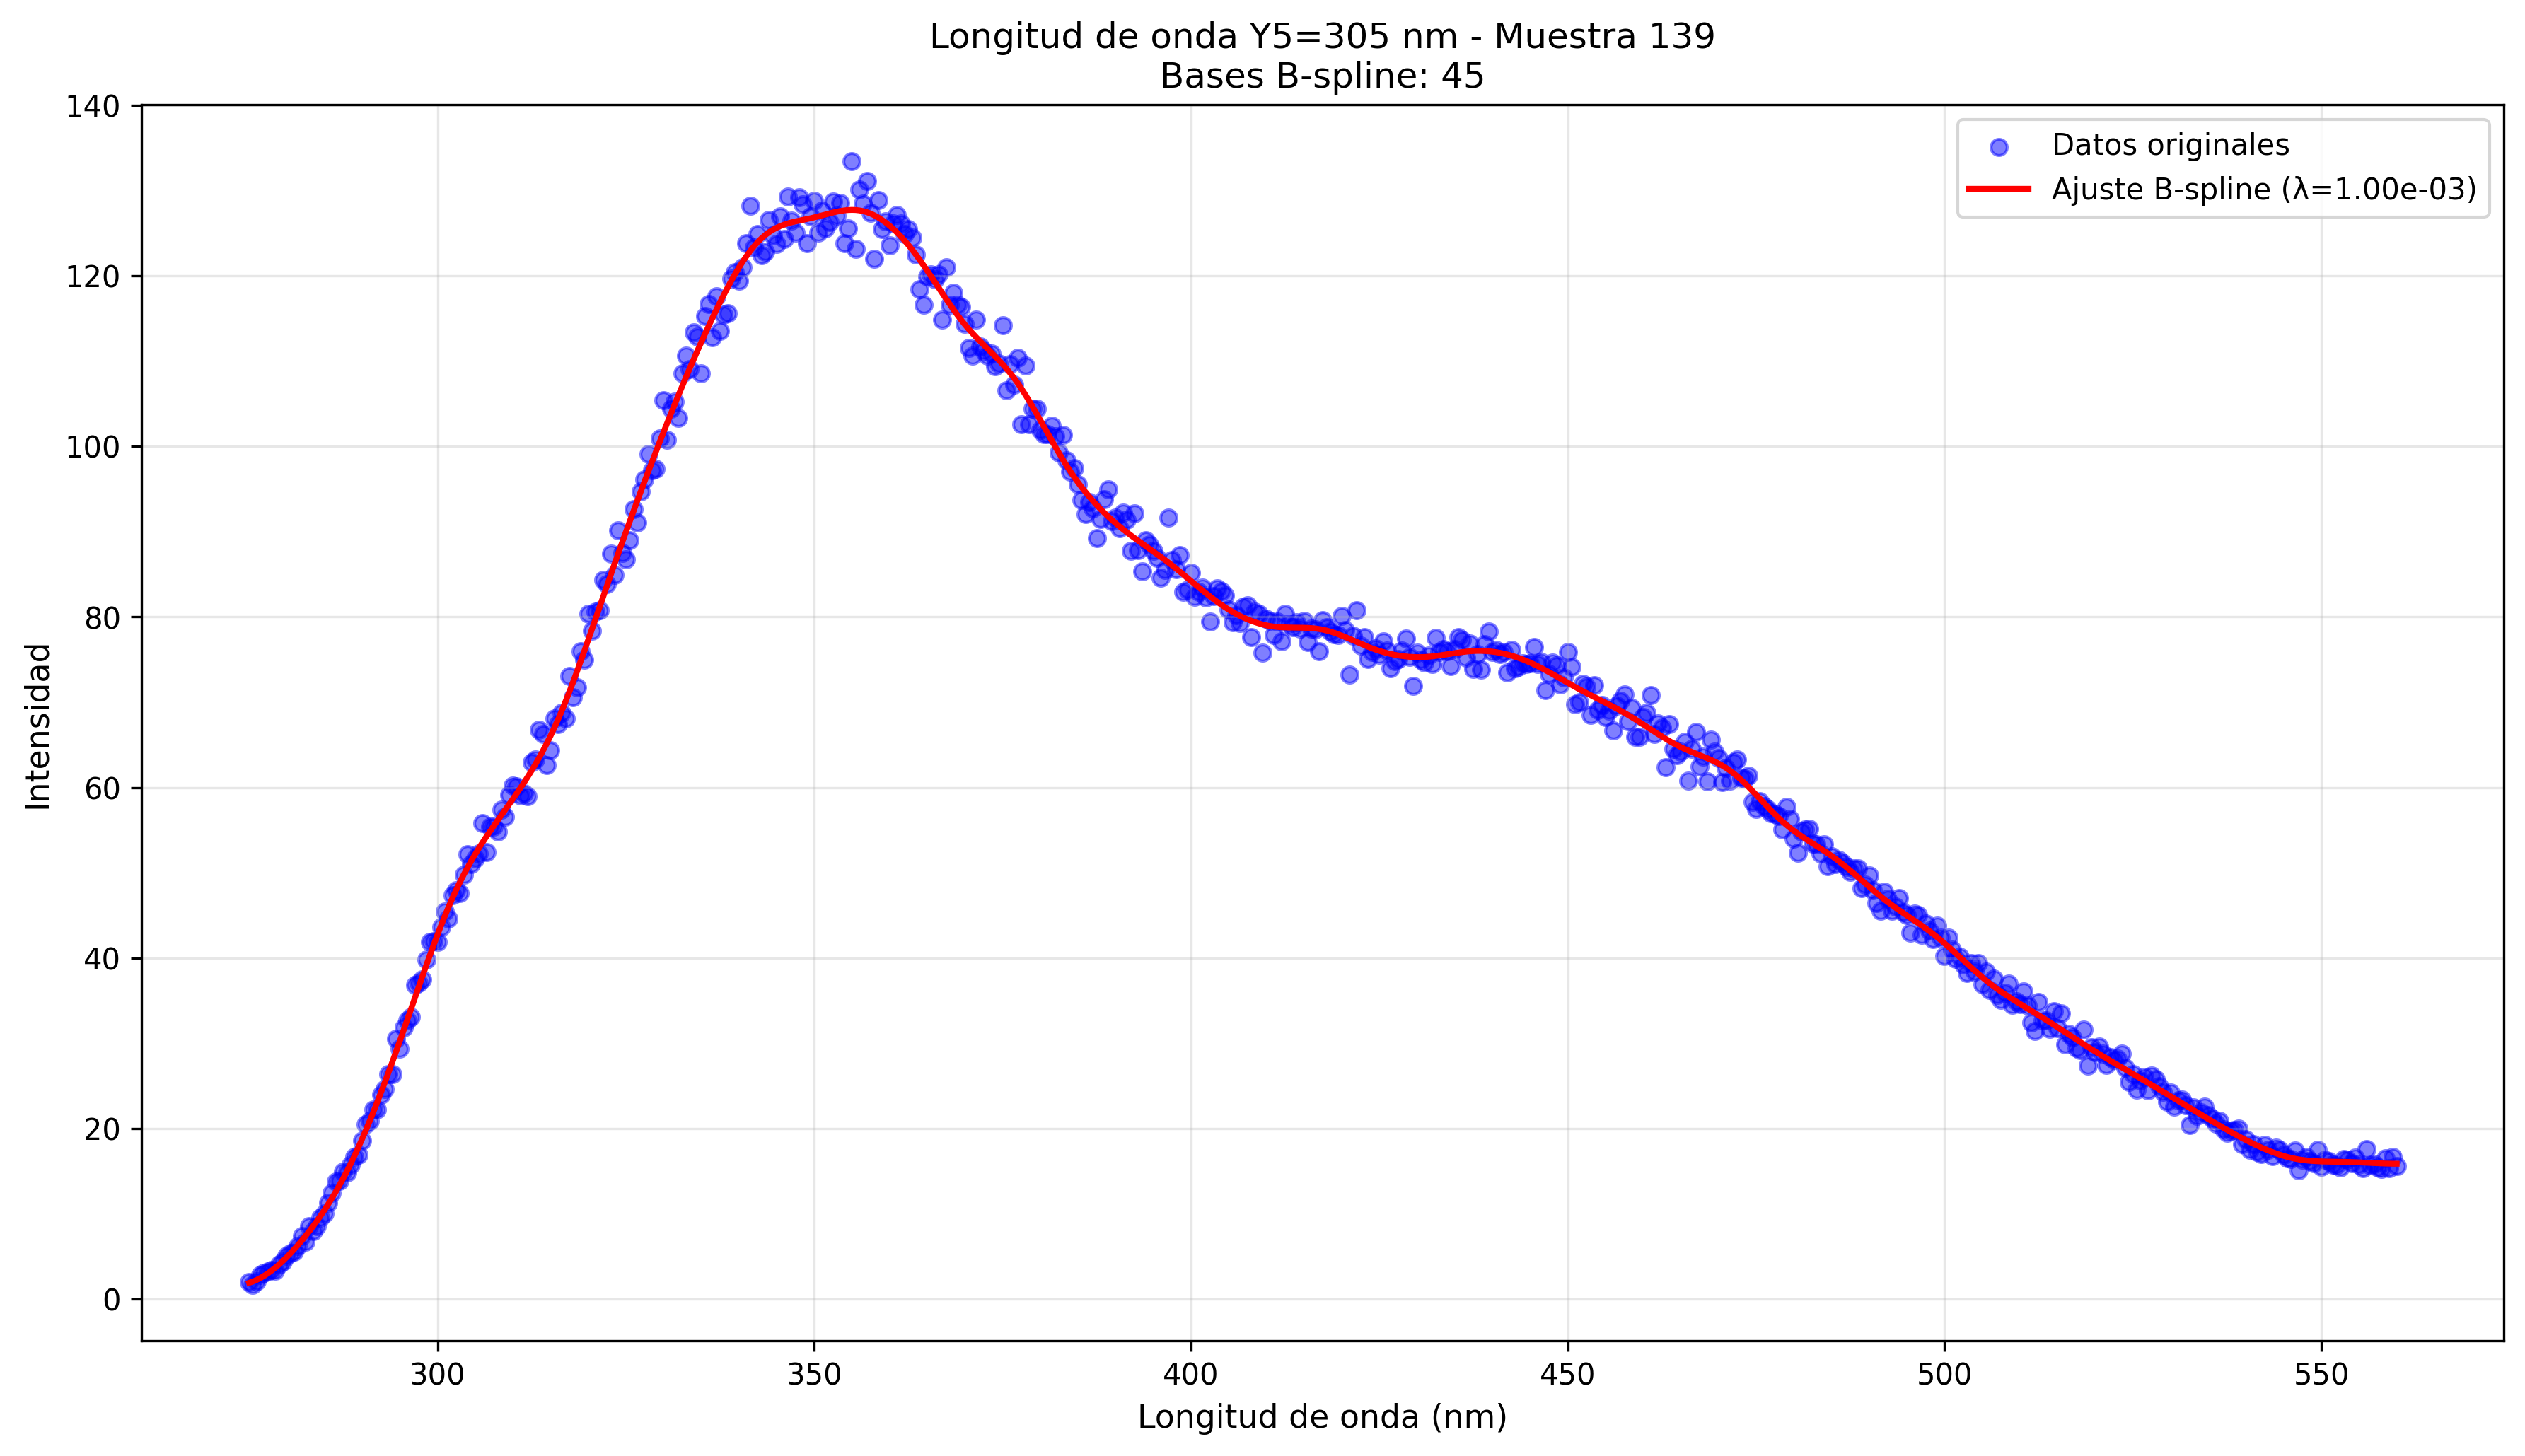 Longitud de onda Y5=305 nm - Muestra 139
Bases B-spline: 45
Datos originales
Ajuste B-spline (λ=1.00e-03)
Intensidad
140
120
100
80
60
40
20
0
300 350 400 450 500 550
Longitud de onda (nm)